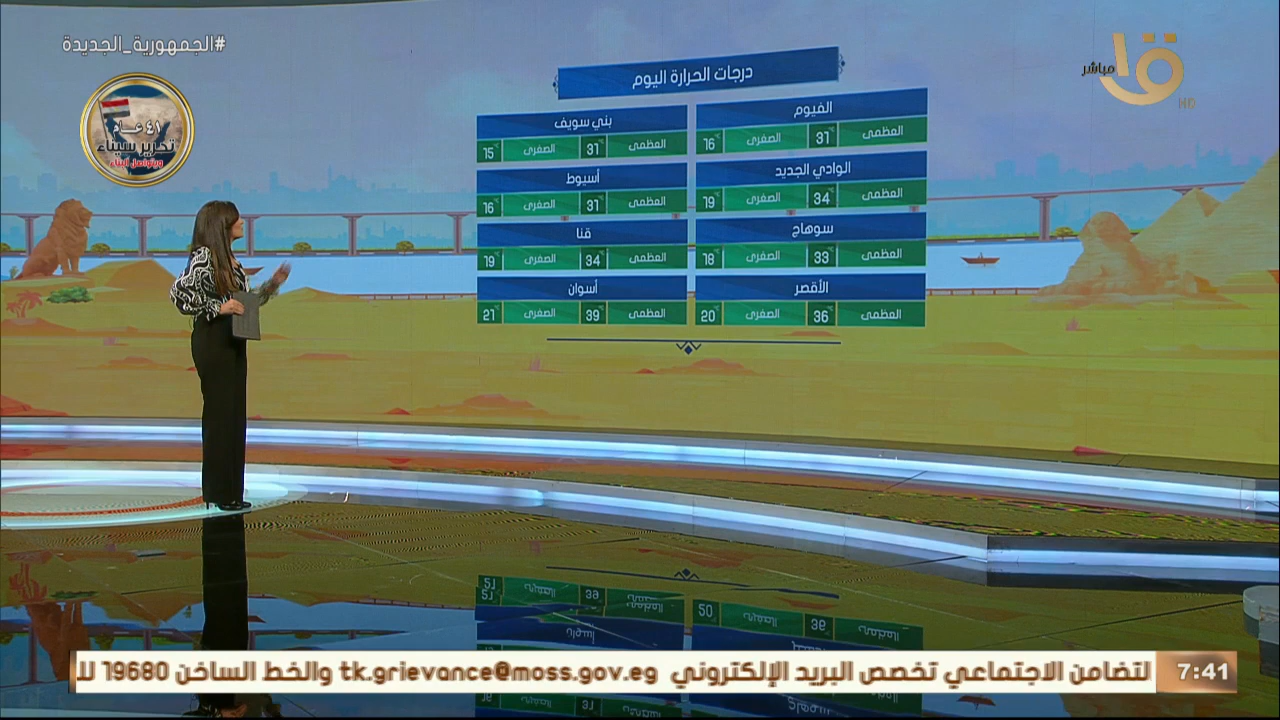 #الجمهورية_الجديدة
مباشر
HD
٤١ عام
تحرير سيناء
درجات الحرارة اليوم
الفيوم
العظمى 31 الصغرى 16
بني سويف
العظمى 31 الصغرى 15
الوادي الجديد
العظمى 34 الصغرى 19
أسيوط
العظمى 31 الصغرى 16
سوهاج
العظمى 33 الصغرى 18
قنا
العظمى 34 الصغرى 19
الأقصر
العظمى 36 الصغرى 20
أسوان
العظمى 39 الصغرى 21
7:41 لتضامن الاجتماعي تخصص البريد الإلكتروني tk.grievance@moss.gov.eg والخط الساخن 19680 للـ